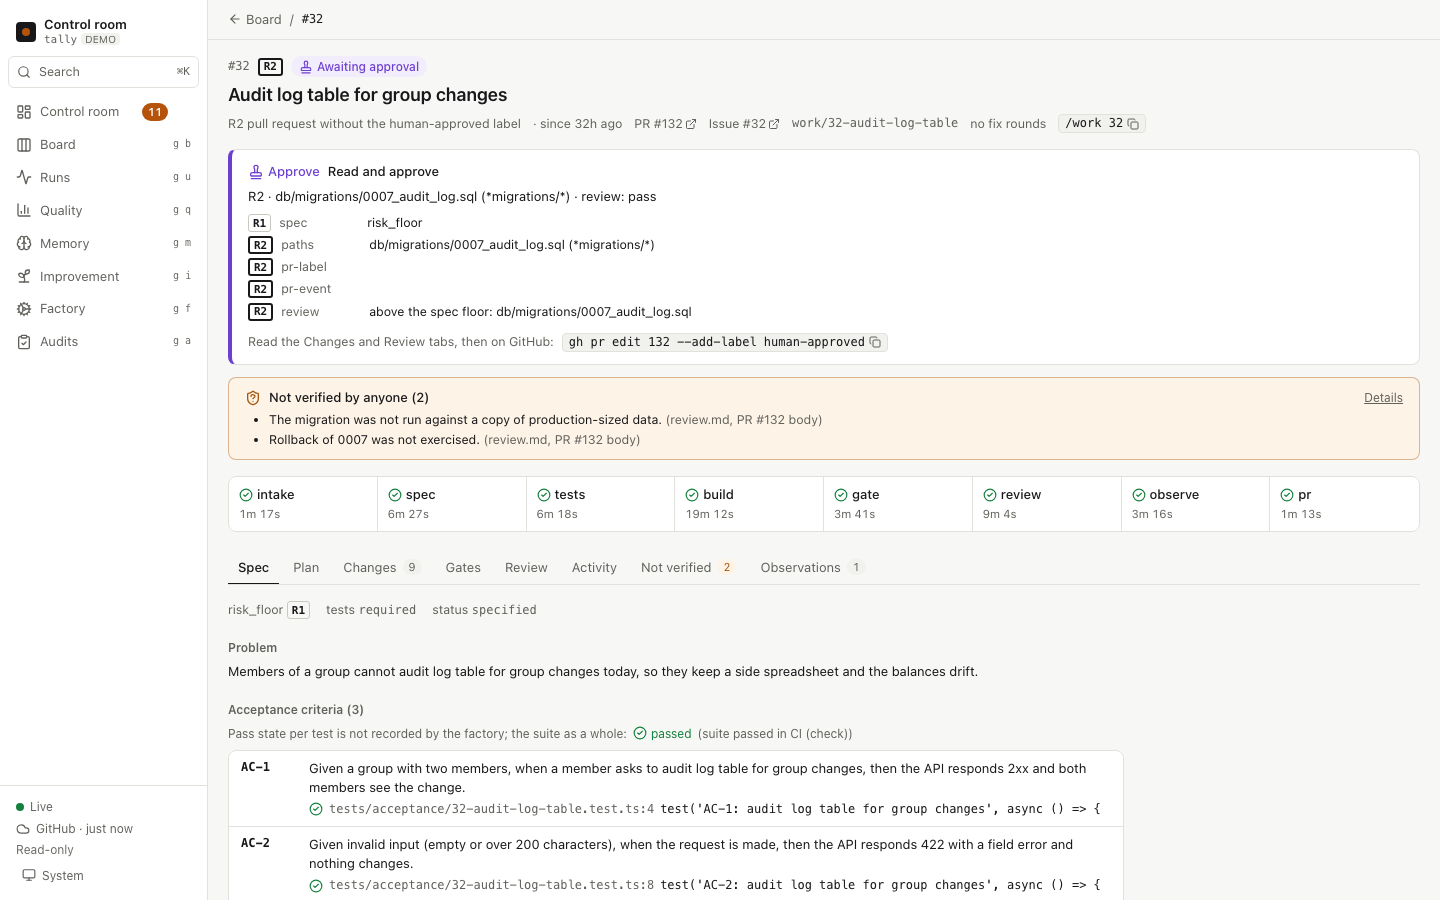 Control room
tally DEMO
Search ⌘K
Control room 11
Board g b
Runs g u
Quality g q
Memory g m
Improvement g i
Factory g f
Audits g a
Live
GitHub · just now
Read-only
System
Board / #32
#32 R2 Awaiting approval
Audit log table for group changes
R2 pull request without the human-approved label · since 32h ago PR #132 Issue #32 work/32-audit-log-table no fix rounds /work 32
Approve Read and approve
R2 · db/migrations/0007_audit_log.sql (*migrations/*) · review: pass
R1 spec risk_floor
R2 paths db/migrations/0007_audit_log.sql (*migrations/*)
R2 pr-label
R2 pr-event
R2 review above the spec floor: db/migrations/0007_audit_log.sql
Read the Changes and Review tabs, then on GitHub: gh pr edit 132 --add-label human-approved
Not verified by anyone (2) Details
• The migration was not run against a copy of production-sized data. (review.md, PR #132 body)
• Rollback of 0007 was not exercised. (review.md, PR #132 body)
intake spec tests build gate review observe pr
1m 17s 6m 27s 6m 18s 19m 12s 3m 41s 9m 4s 3m 16s 1m 13s
Spec Plan Changes 9 Gates Review Activity Not verified 2 Observations 1
risk_floor R1 tests required status specified
Problem
Members of a group cannot audit log table for group changes today, so they keep a side spreadsheet and the balances drift.
Acceptance criteria (3)
Pass state per test is not recorded by the factory; the suite as a whole: passed (suite passed in CI (check))
AC-1 Given a group with two members, when a member asks to audit log table for group changes, then the API responds 2xx and both
members see the change.
tests/acceptance/32-audit-log-table.test.ts:4 test('AC-1: audit log table for group changes', async () => {
AC-2 Given invalid input (empty or over 200 characters), when the request is made, then the API responds 422 with a field error and
nothing changes.
tests/acceptance/32-audit-log-table.test.ts:8 test('AC-2: audit log table for group changes', async () => {